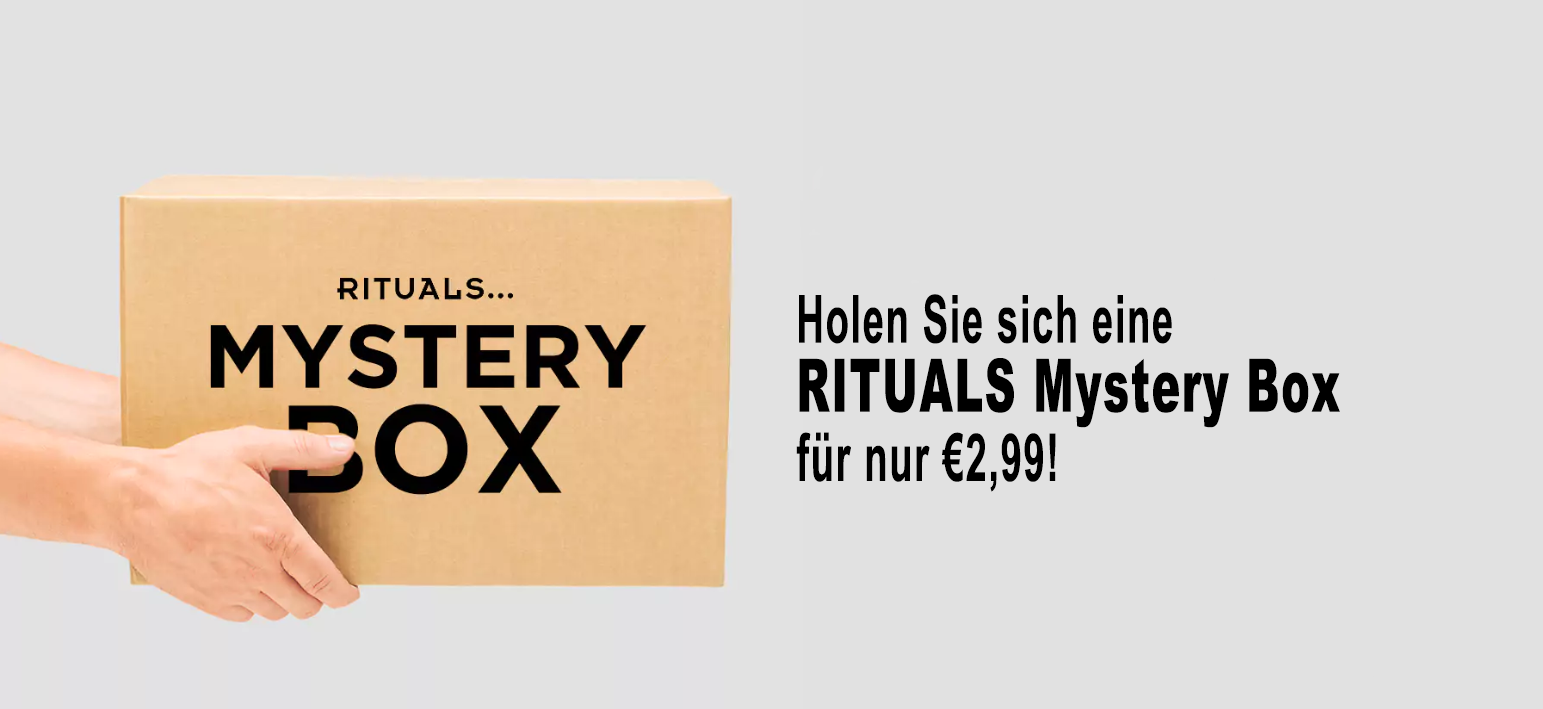 RITUALS...
MYSTERY
BOX
Holen Sie sich eine
RITUALS Mystery Box
für nur €2,99!